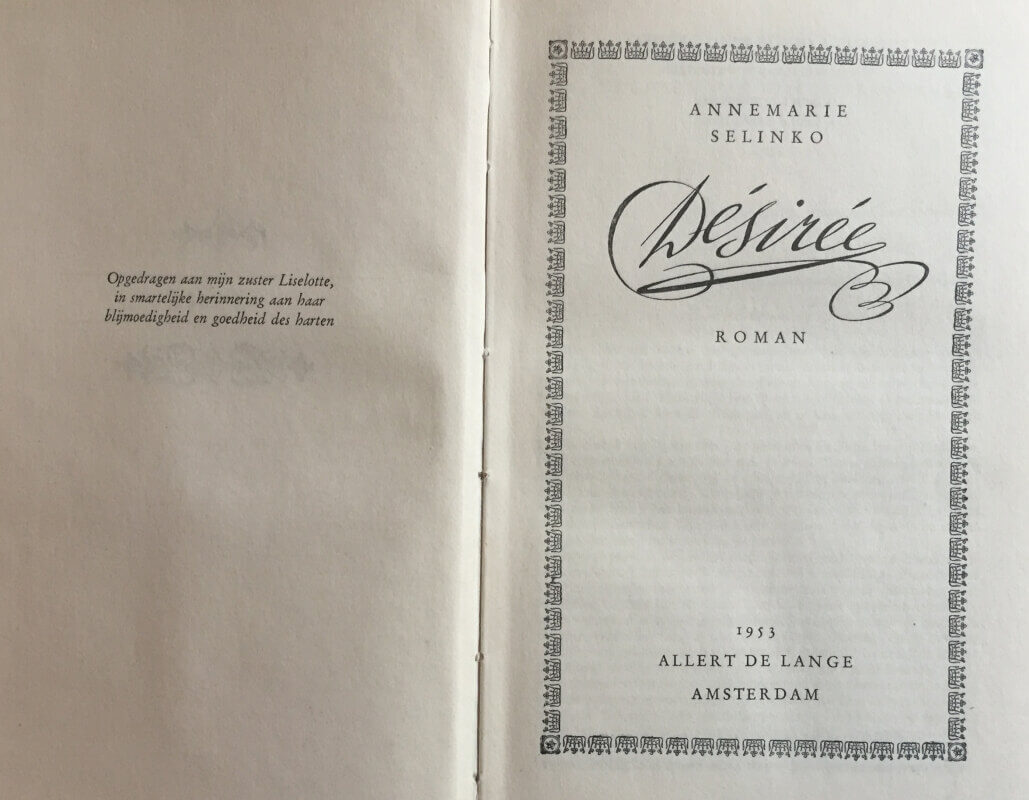 Opgedragen aan mijn zuster Liselotte,
in smartelijke herinnering aan haar
blijmoedigheid en goedheid des harten
ANNEMARIE
SELINKO
Désirée
ROMAN
1953
ALLERT DE LANGE
AMSTERDAM